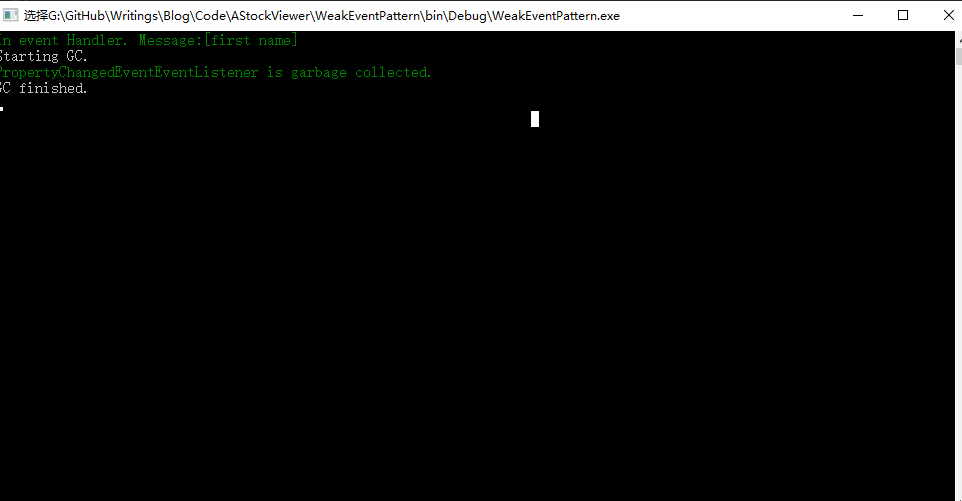 选择G:\GitHub\Writings\Blog\Code\AStockViewer\WeakEventPattern\bin\Debug\WeakEventPattern.exe
In event Handler. Message:[first name]
Starting GC.
PropertyChangedEventEventListener is garbage collected.
GC finished.